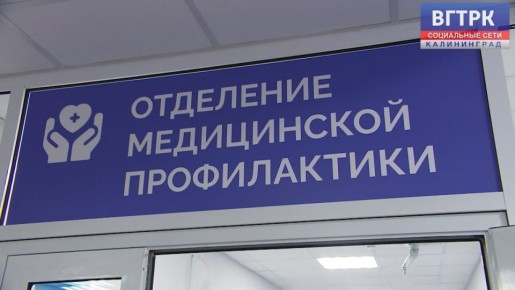 ВГТРК
СОЦИАЛЬНЫЕ СЕТИ
КАЛИНИНГРАД
ОТДЕЛЕНИЕ
МЕДИЦИНСКОЙ
ПРОФИЛАКТИКИ